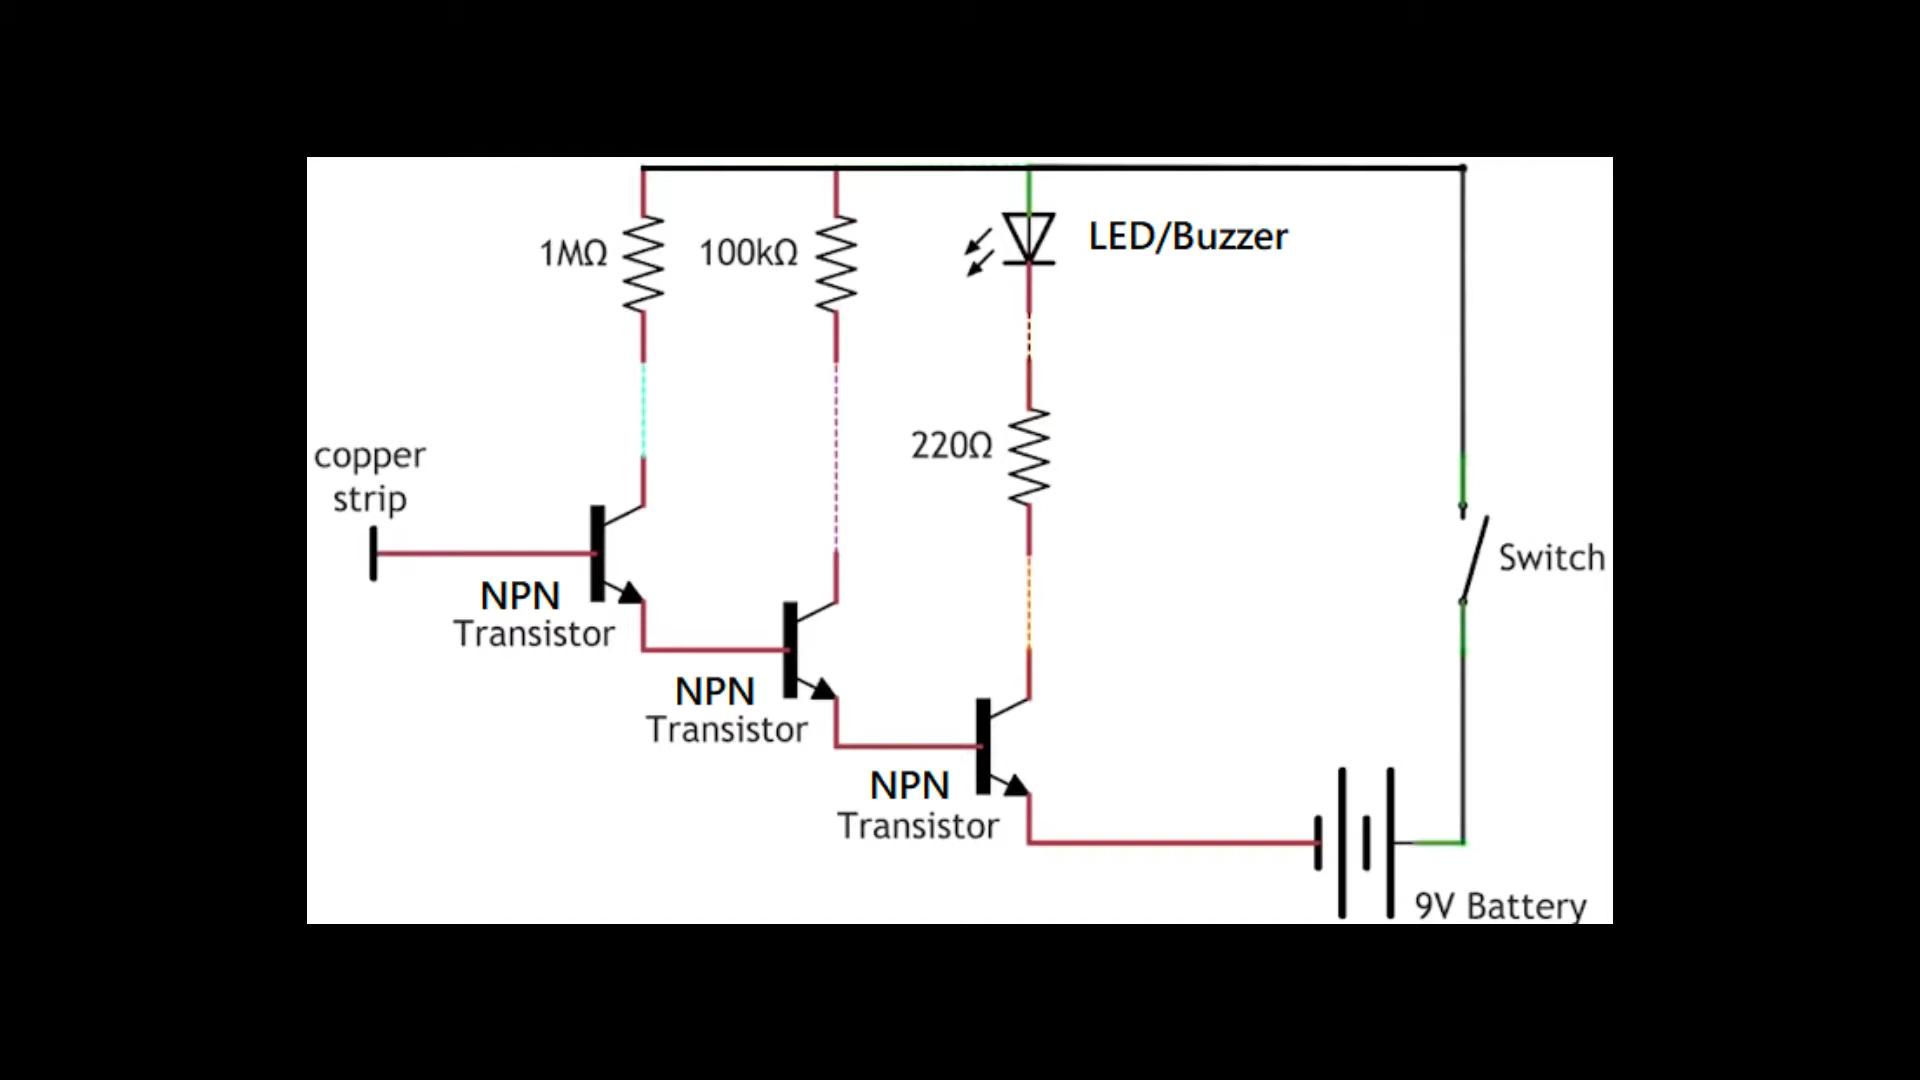 1MΩ
100kΩ
LED/Buzzer
220Ω
copper
strip
Switch
NPN
Transistor
NPN
Transistor
NPN
Transistor
9V Battery